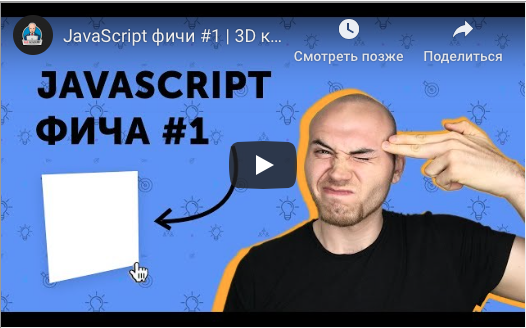 JavaScript фичи #1 | 3D к...
Смотреть позже
Поделиться
JAVASCRIPT
ФИЧА #1